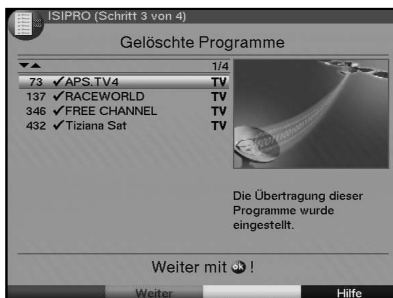 ISIPRO (Schritt 3 von 4)
Gelöschte Programme
1/4
73 ✓APS.TV4 TV
137 ✓RACEWORLD TV
346 ✓FREE CHANNEL TV
432 ✓Tiziana Sat TV
Die Übertragung dieser
Programme wurde
eingestellt.
Weiter mit ok !
Weiter
Hilfe